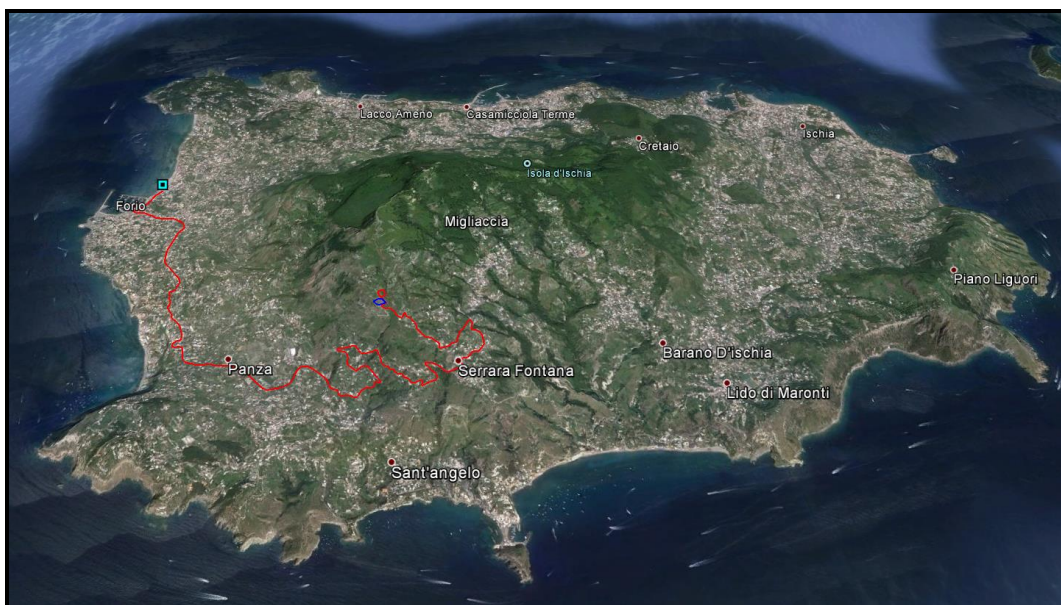 Lacco Ameno
Casamicciola Terme
Ischia
Cretaio
Isola d'Ischia
Forio
Migliaccia
Piano Liguori
Barano D'ischia
Panza
Serrara Fontana
Lido di Maronti
Sant'angelo